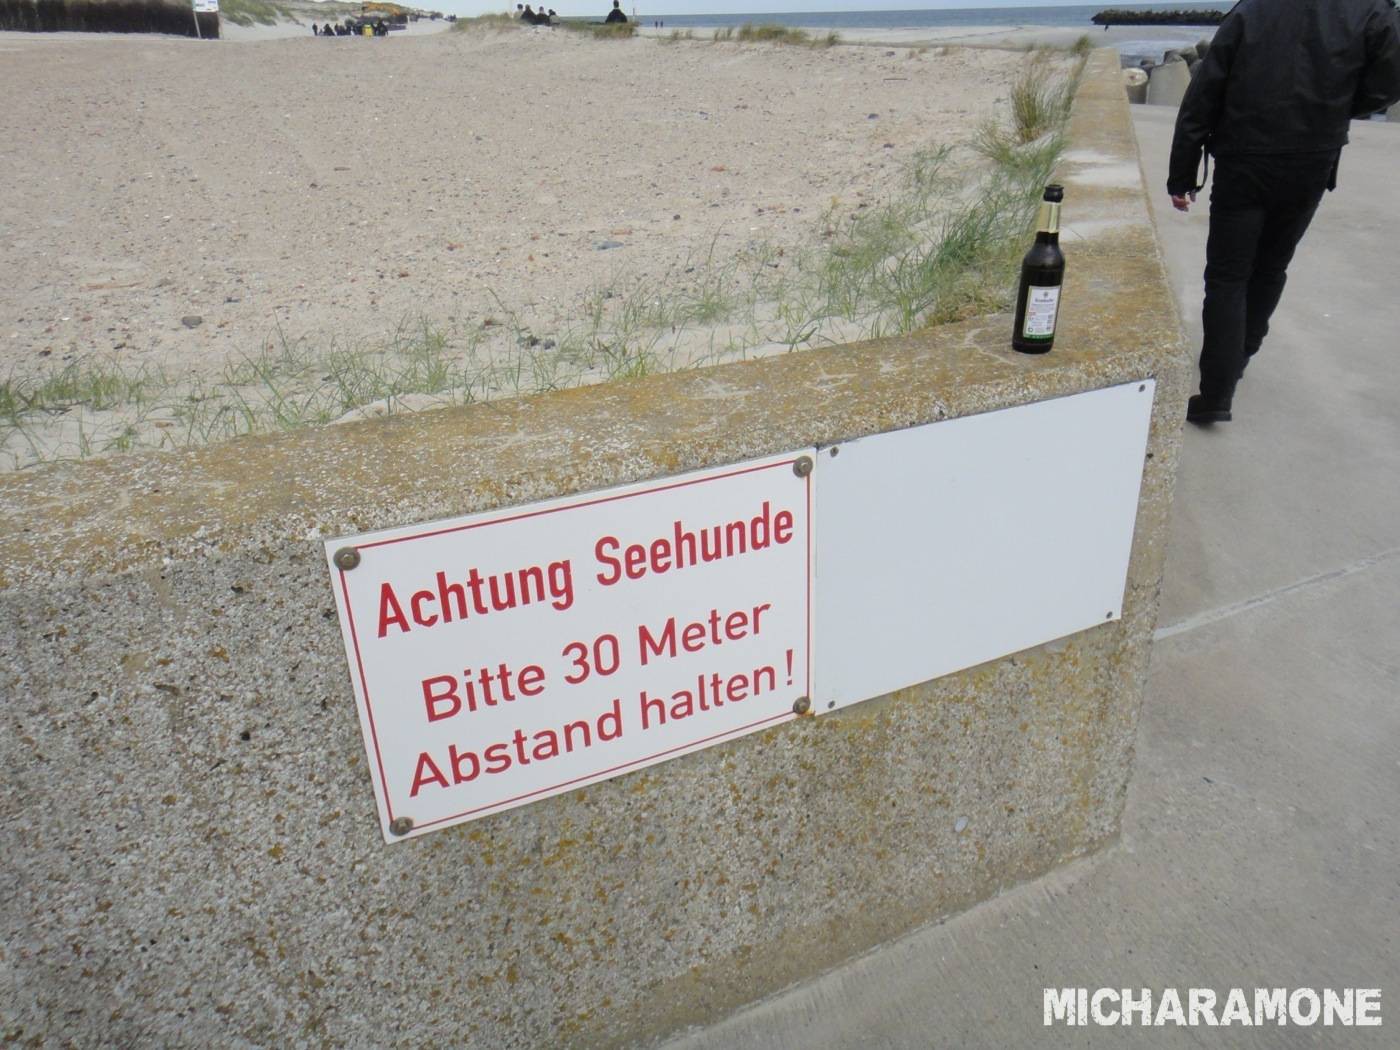 Achtung Seehunde
Bitte 30 Meter
Abstand halten!
MICHARAMONE